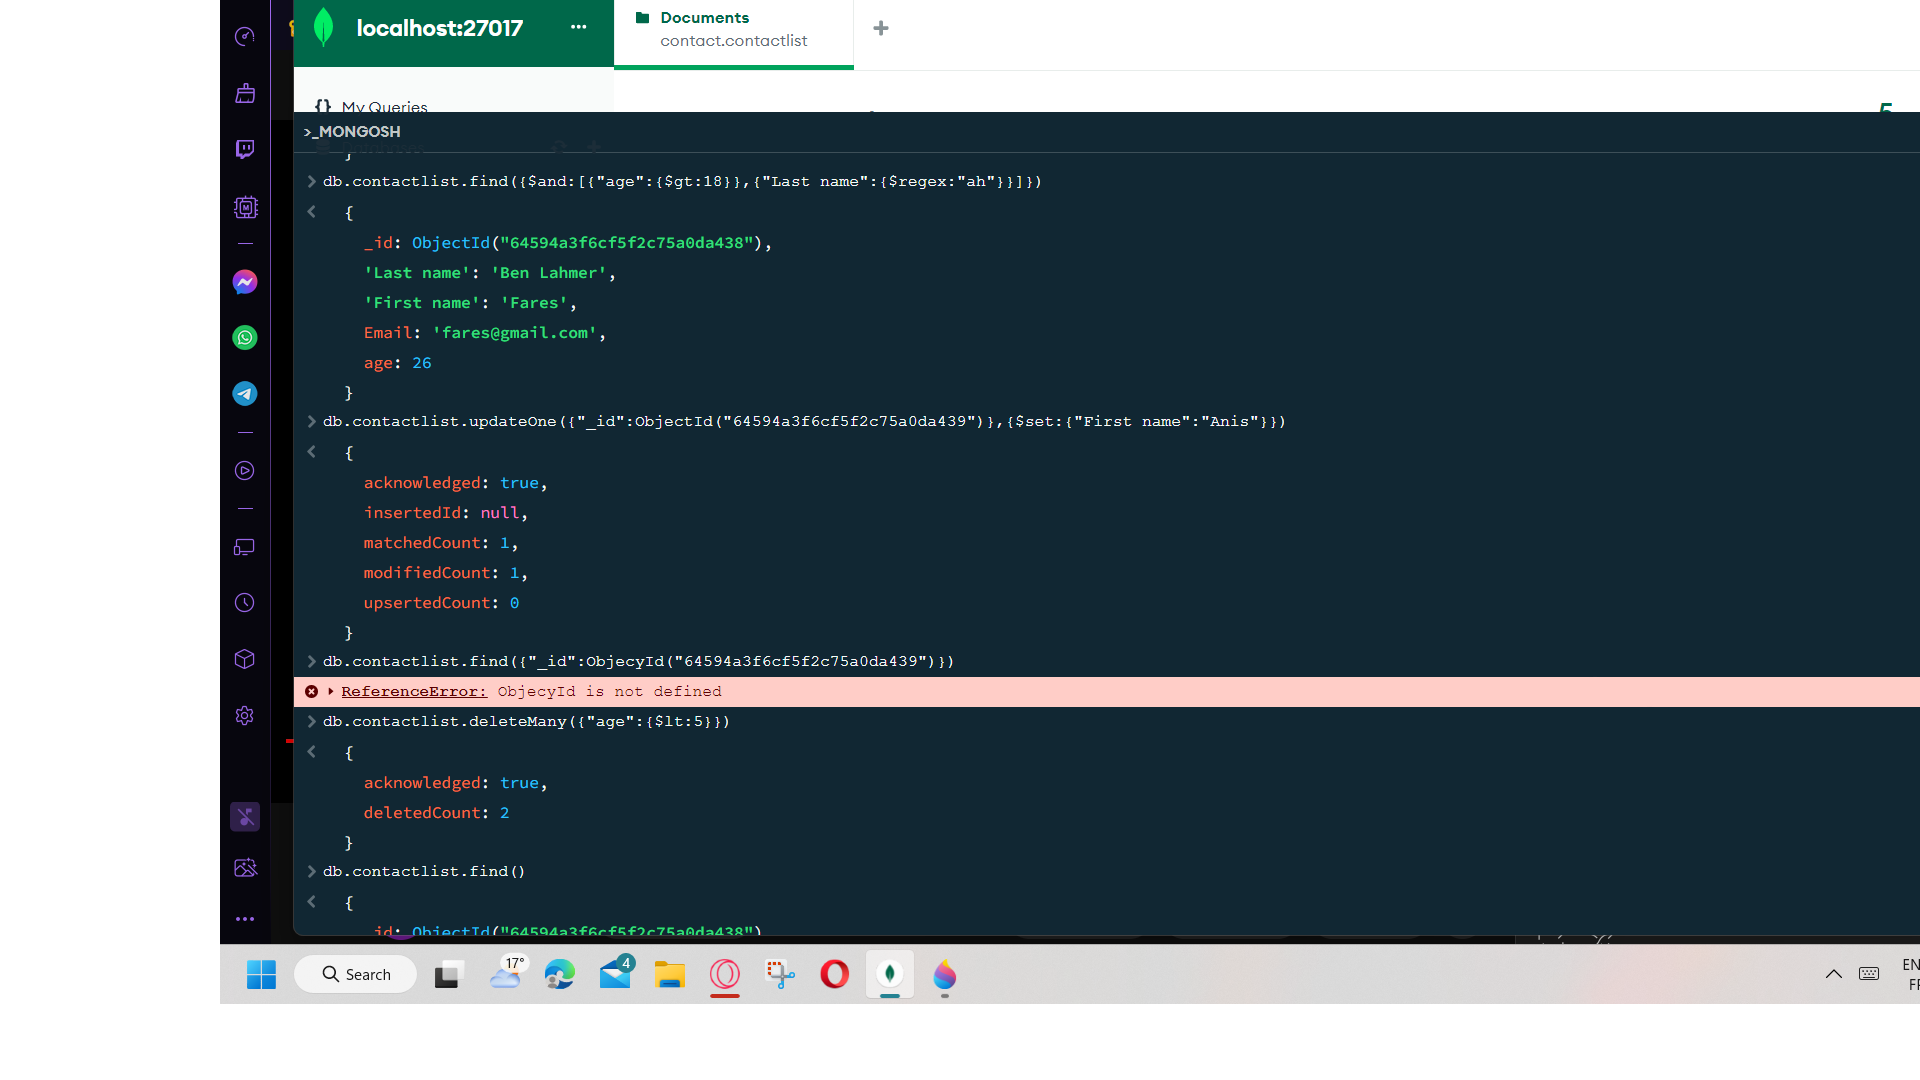 localhost:27017
Documents
contact.contactlist
My Queries
>_MONGOSH
}
db.contactlist.find({$and:[{"age":{$gt:18}},{"Last name":{$regex:"ah"}}]})
{
_id: ObjectId("64594a3f6cf5f2c75a0da438"),
'Last name': 'Ben Lahmer',
'First name': 'Fares',
Email: 'fares@gmail.com',
age: 26
}
db.contactlist.updateOne({"_id":ObjectId("64594a3f6cf5f2c75a0da439")},{$set:{"First name":"Anis"}})
{
acknowledged: true,
insertedId: null,
matchedCount: 1,
modifiedCount: 1,
upsertedCount: 0
}
db.contactlist.find({"_id":ObjecyId("64594a3f6cf5f2c75a0da439")})
ReferenceError: ObjecyId is not defined
db.contactlist.deleteMany({"age":{$lt:5}})
{
acknowledged: true,
deletedCount: 2
}
db.contactlist.find()
{
_id: ObjectId("64594a3f6cf5f2c75a0da438")
Search
17°
4
EN